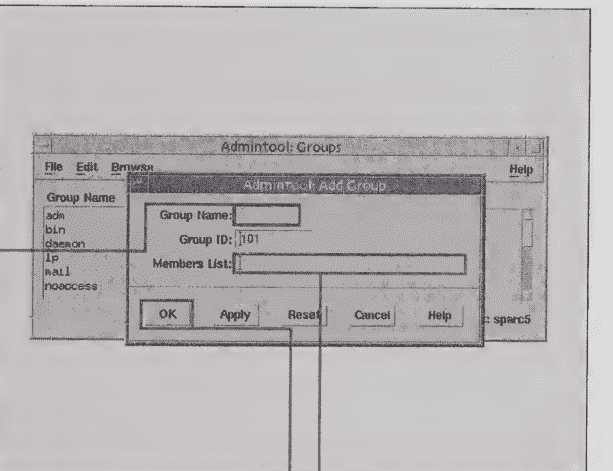 Admintool: Groups
File Edit Browse Help
Admintool: Add Group
Group Name
Group Name:
adm
bin
Group ID: 101
daemon
lp
Members List:
mail
noaccess
OK Apply Reset Cancel Help
: sparc5